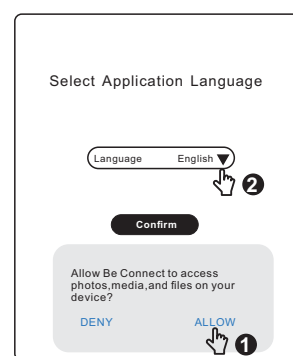 Select Application Language
Language English
2
Confirm
Allow Be Connect to access
photos,media,and files on your
device?
DENY ALLOW
1